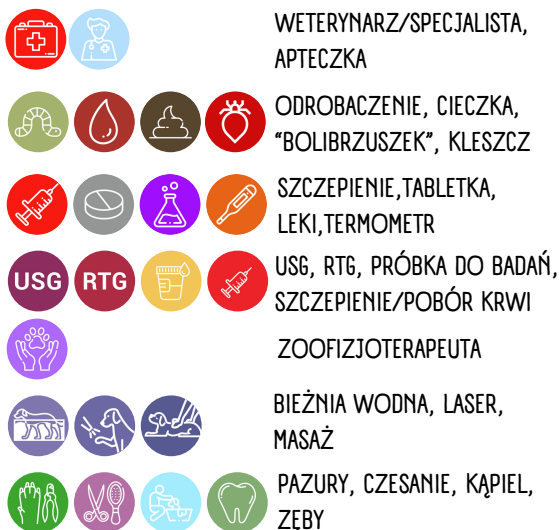 WETERYNARZ/SPECJALISTA,
APTECZKA
ODROBACZENIE, CIECZKA,
"BOLIBRZUSZEK", KLESZCZ
SZCZEPIENIE,TABLETKA,
LEKI,TERMOMETR
USG RTG
USG, RTG, PRÓBKA DO BADAŃ,
SZCZEPIENIE/POBÓR KRWI
ZOOFIZJOTERAPEUTA
BIEŻNIA WODNA, LASER,
MASAŻ
PAZURY, CZESANIE, KĄPIEL,
ZĘBY